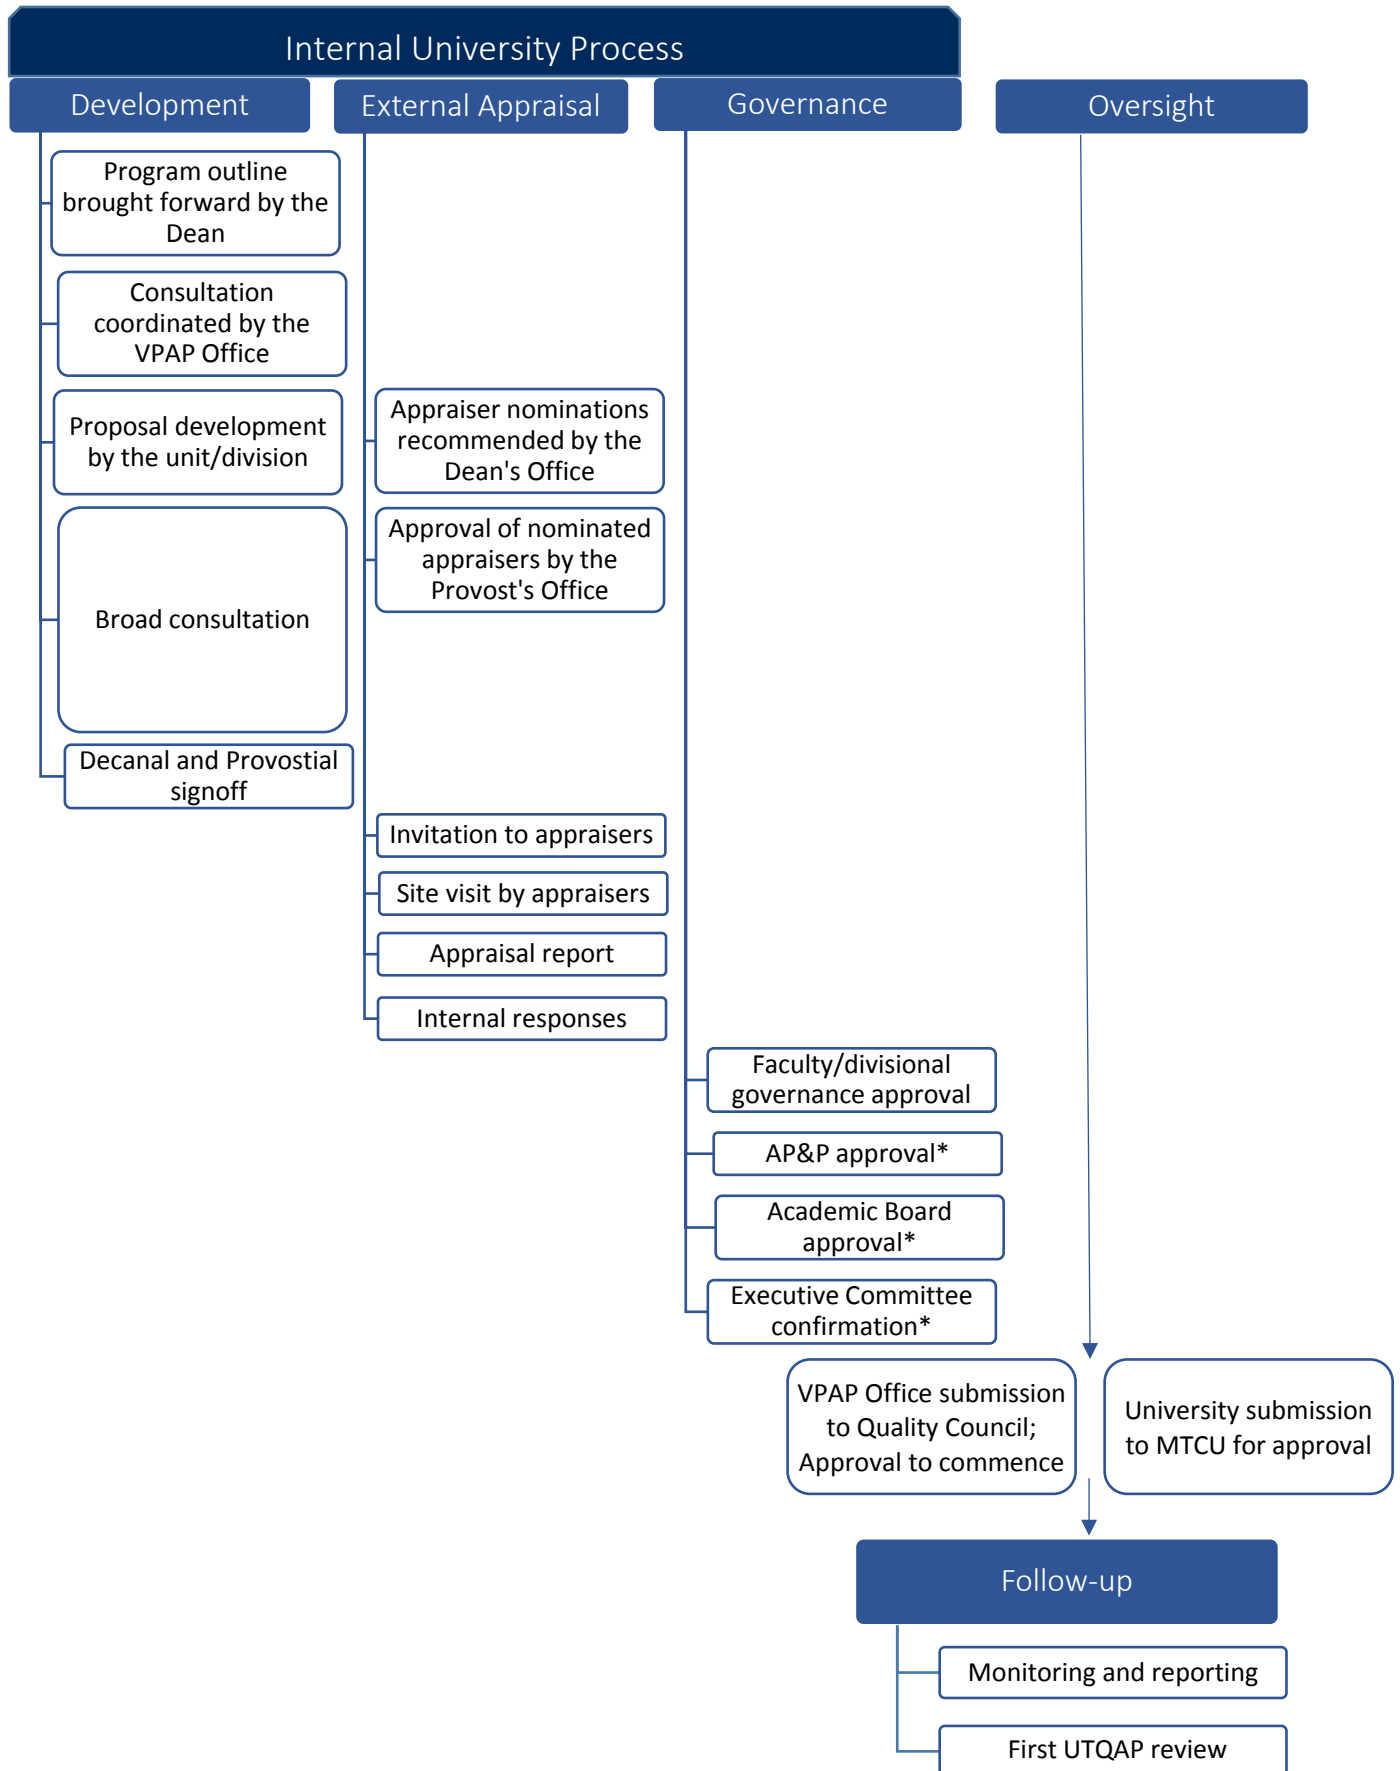 Internal University Process
Development
External Appraisal
Governance
Oversight
Program outline
brought forward by the
Dean
Consultation
coordinated by the
VPAP Office
Proposal development
by the unit/division
Broad consultation
Decanal and Provostial
signoff
Appraiser nominations
recommended by the
Dean's Office
Approval of nominated
appraisers by the
Provost's Office
Invitation to appraisers
Site visit by appraisers
Appraisal report
Internal responses
Faculty/divisional
governance approval
AP&P approval*
Academic Board
approval*
Executive Committee
confirmation*
VPAP Office submission
to Quality Council;
Approval to commence
University submission
to MTCU for approval
Follow-up
Monitoring and reporting
First UTQAP review